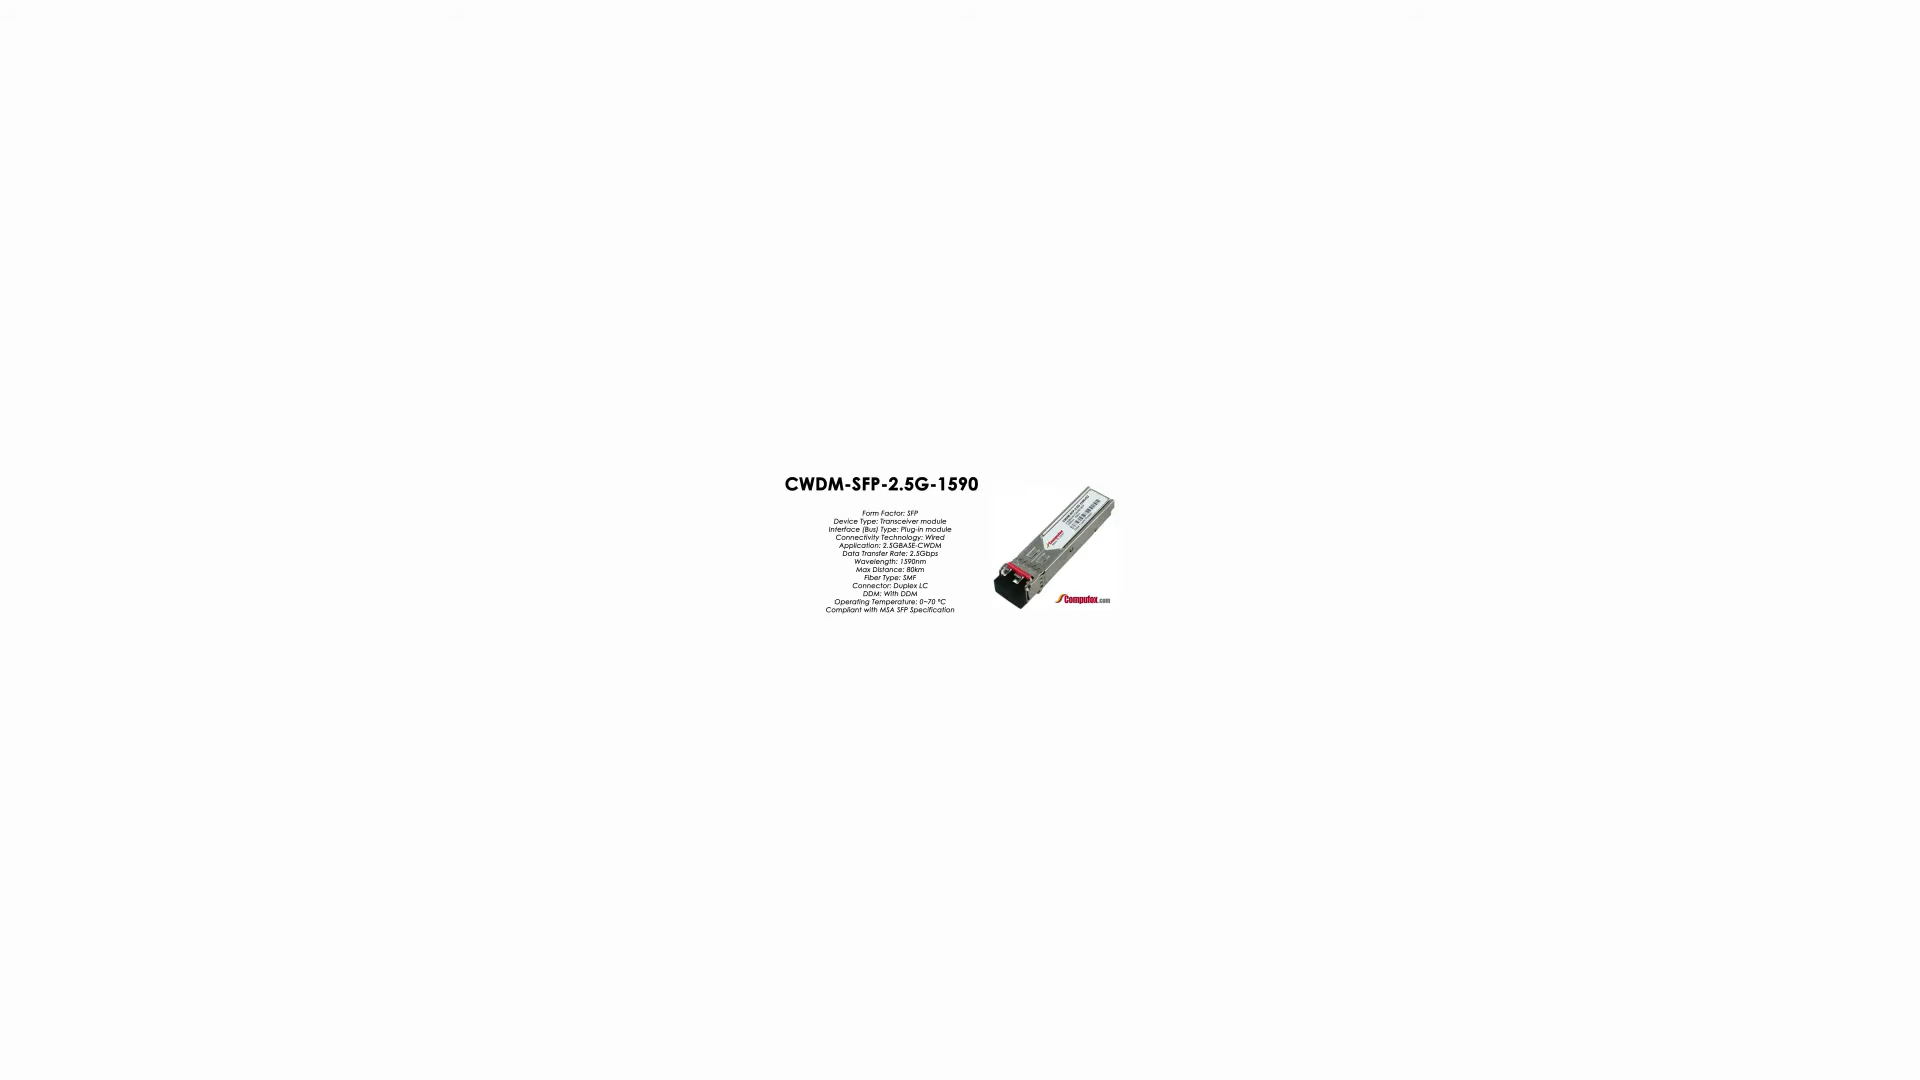 CWDM-SFP-2.5G-1590
Form Factor: SFP
Device Type: Transceiver module
Interface (Bus) Type: Plug-in module
Connectivity Technology: Wired
Application: 2.5GBASE-CWDM
Data Transfer Rate: 2.5Gbps
Wavelength: 1590nm
Max Distance: 80km
Fiber Type: SMF
Connector: Duplex LC
DDM: With DDM
Operating Temperature: 0~70 °C
Compliant with MSA SFP Specification
Computox
Computox.com